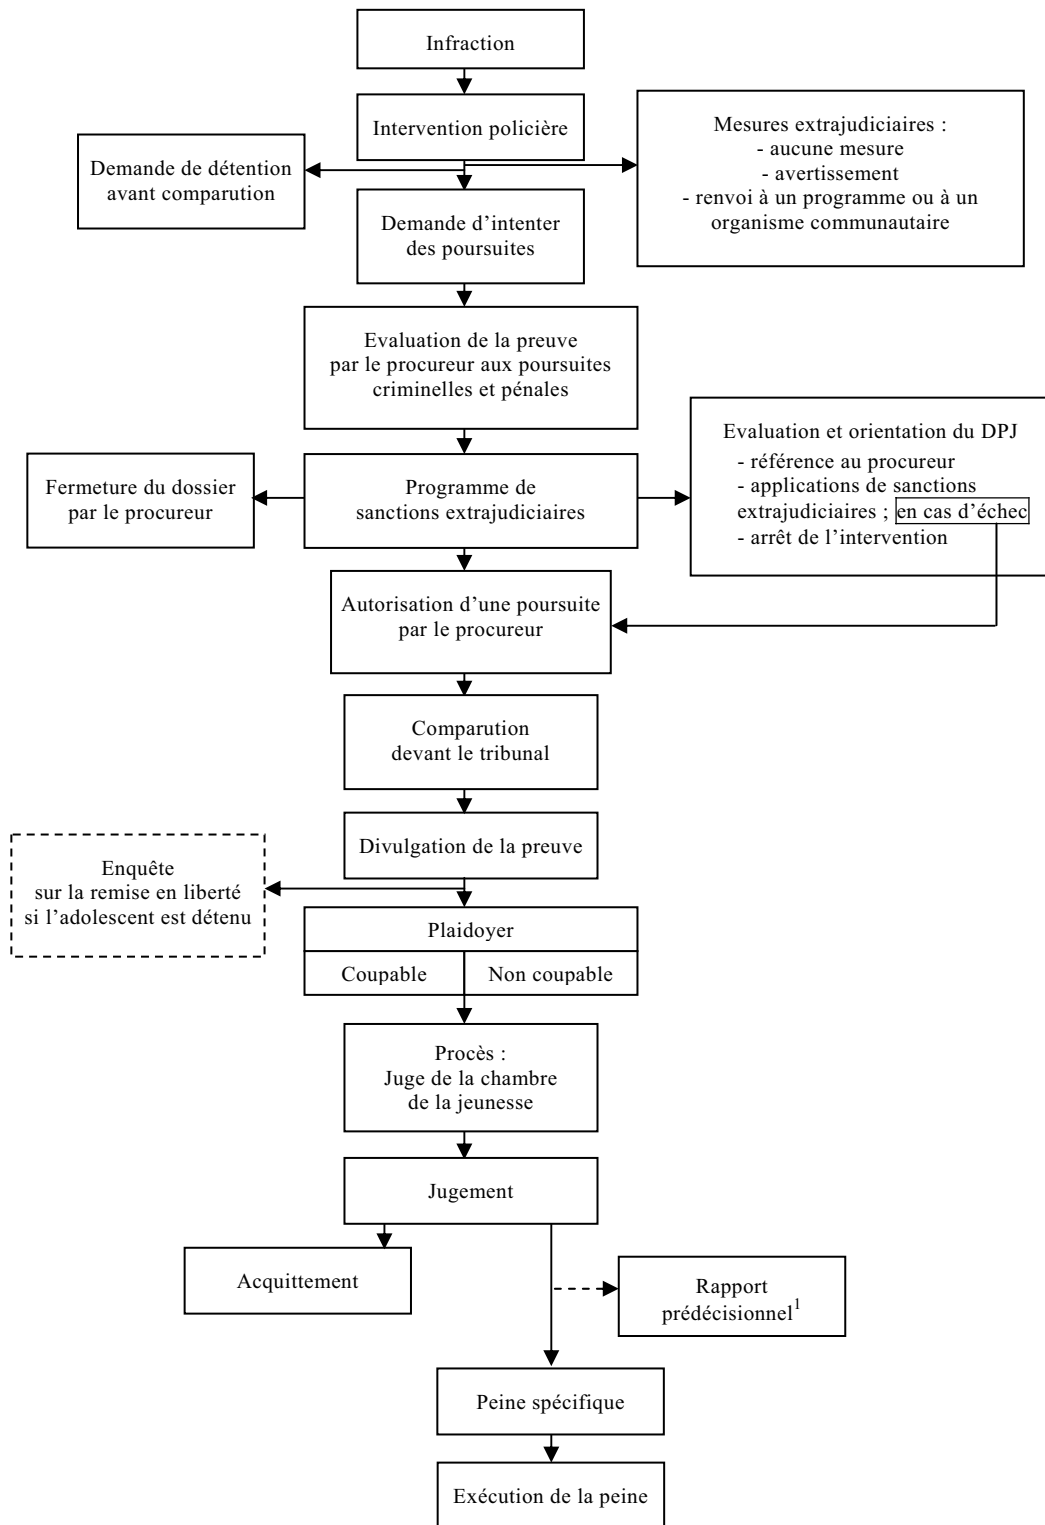 Infraction
Intervention policière
Mesures extrajudiciaires :
- aucune mesure
- avertissement
- renvoi à un programme ou à un
organisme communautaire
Demande de détention
avant comparution
Demande d’intenter
des poursuites
Evaluation de la preuve
par le procureur aux poursuites
criminelles et pénales
Evaluation et orientation du DPJ
- référence au procureur
- applications de sanctions
extrajudiciaires ; en cas d’échec
- arrêt de l’intervention
Fermeture du dossier
par le procureur
Programme de
sanctions extrajudiciaires
Autorisation d’une poursuite
par le procureur
Comparution
devant le tribunal
Divulgation de la preuve
Enquête
sur la remise en liberté
si l’adolescent est détenu
Plaidoyer
Coupable
Non coupable
Procès :
Juge de la chambre
de la jeunesse
Jugement
Acquittement
Rapport
prédécisionnel1
Peine spécifique
Exécution de la peine